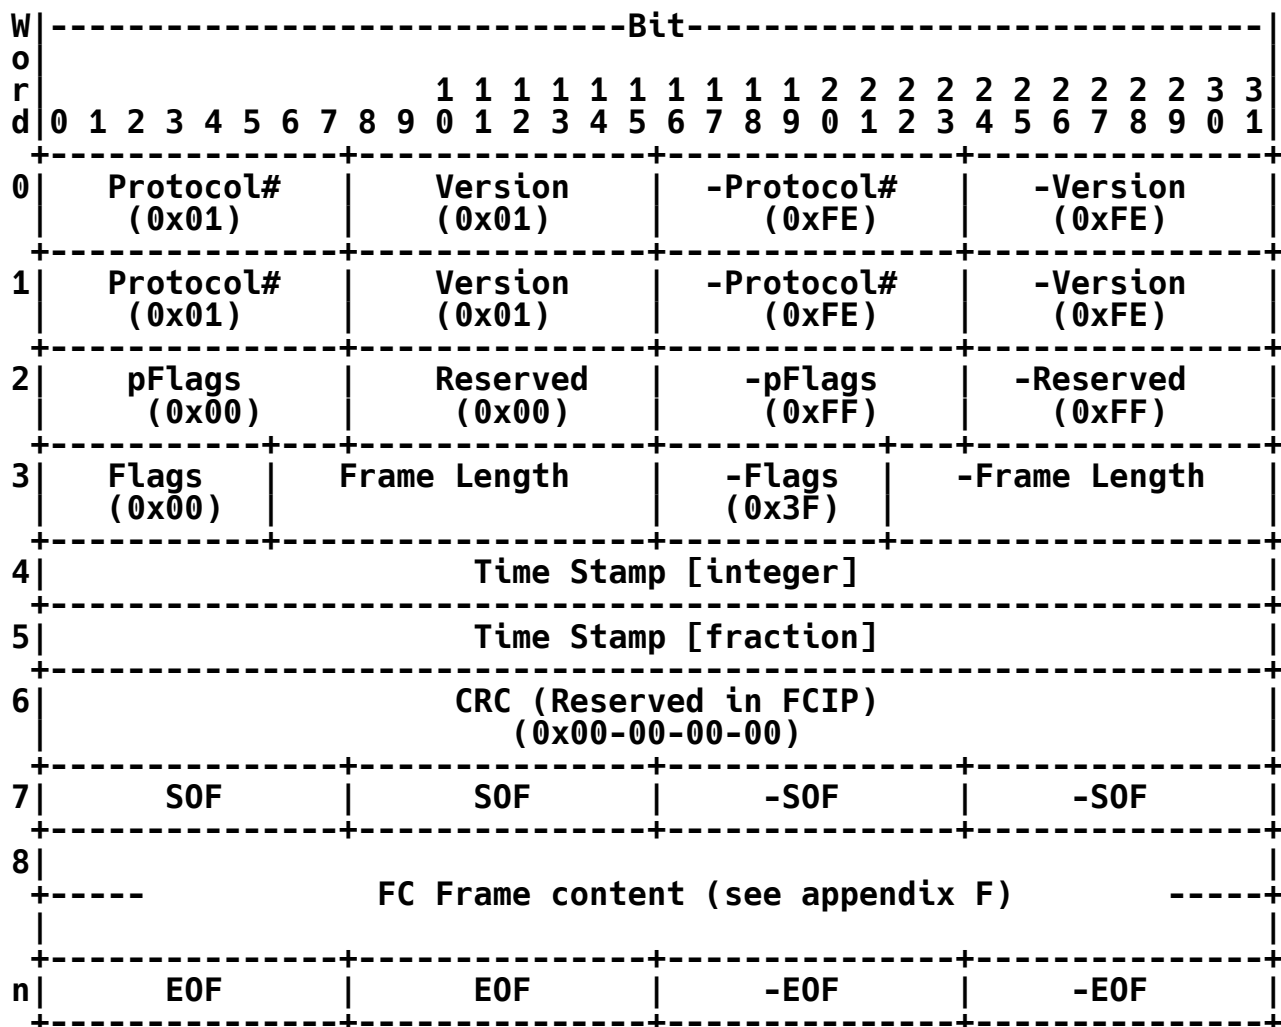 W|------------------------------Bit------------------------------|
o|
r|                    1 1 1 1 1 1 1 1 1 1 2 2 2 2 2 2 2 2 2 2 3 3|
d|0 1 2 3 4 5 6 7 8 9 0 1 2 3 4 5 6 7 8 9 0 1 2 3 4 5 6 7 8 9 0 1|
 +---------------+---------------+---------------+---------------+
0|   Protocol#   |    Version    |  -Protocol#   |   -Version    |
 |    (0x01)     |    (0x01)     |     (0xFE)    |    (0xFE)     |
 +---------------+---------------+---------------+---------------+
1|   Protocol#   |    Version    |  -Protocol#   |   -Version    |
 |    (0x01)     |    (0x01)     |     (0xFE)    |    (0xFE)     |
 +---------------+---------------+---------------+---------------+
2|    pFlags     |    Reserved   |    -pFlags    |  -Reserved    |
 |     (0x00)    |     (0x00)    |     (0xFF)    |    (0xFF)     |
 +-----------+---+---------------+-----------+---+---------------+
3|   Flags   |   Frame Length    |   -Flags  |   -Frame Length   |
 |   (0x00)  |                   |   (0x3F)  |                   |
 +-----------+-------------------+-----------+-------------------+
4|                      Time Stamp [integer]                     |
 +---------------------------------------------------------------+
5|                      Time Stamp [fraction]                    |
 +---------------------------------------------------------------+
6|                     CRC (Reserved in FCIP)                    |
 |                        (0x00-00-00-00)                        |
 +---------------+---------------+---------------+---------------+
7|      SOF      |      SOF      |     -SOF      |     -SOF      |
 +---------------+---------------+---------------+---------------+
8|                                                               |
 +-----            FC Frame content (see appendix F)        -----+
 |                                                               |
 +---------------+---------------+---------------+---------------+
n|      EOF      |      EOF      |     -EOF      |     -EOF      |
 +---------------+---------------+---------------+---------------+